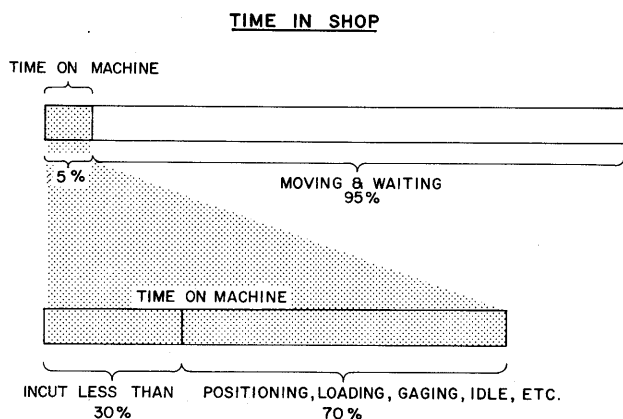 TIME IN SHOP
TIME ON MACHINE
5%
MOVING & WAITING
95%
TIME ON MACHINE
INCUT LESS THAN
30%
POSITIONING, LOADING, GAGING, IDLE, ETC.
70%